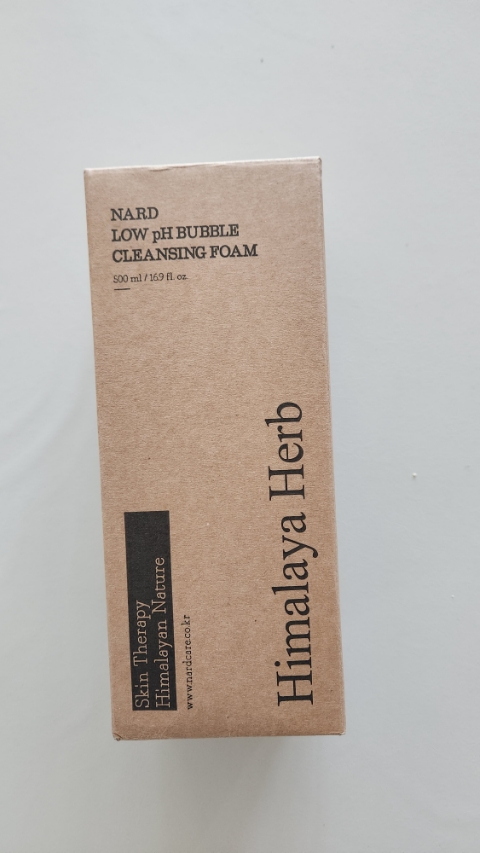 NARD
LOW pH BUBBLE
CLEANSING FOAM
500 ml / 16.9 fl. oz.
Himalaya Herb
Skin Therapy
Himalayan Nature
www.nardcare.co.kr